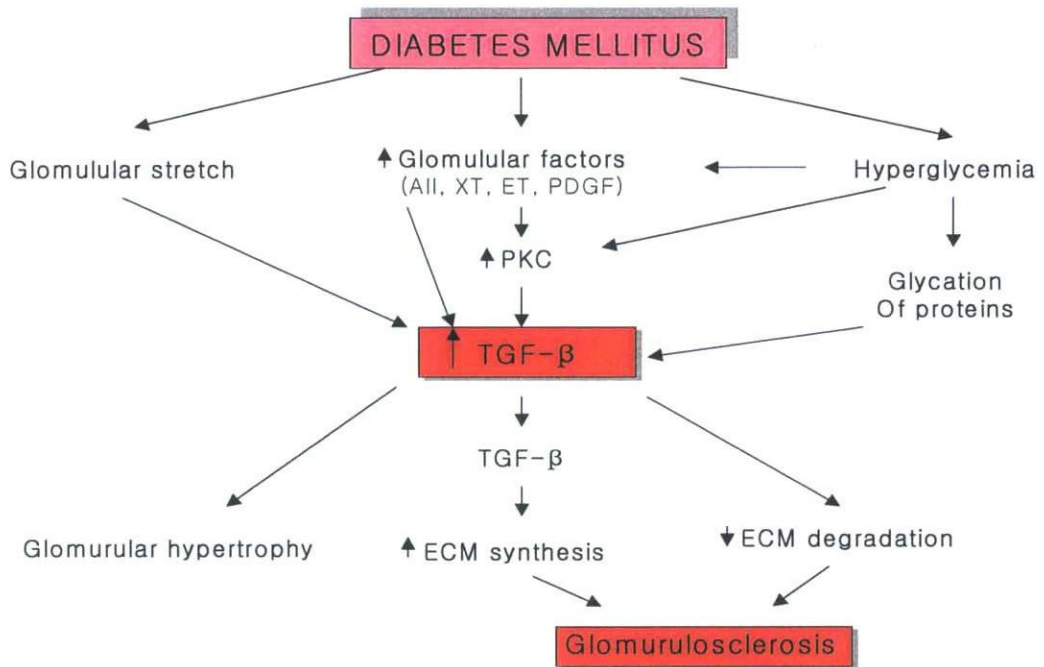 DIABETES MELLITUS
Glomulular stretch
↑ Glomulular factors
(AII, XT, ET, PDGF)
Hyperglycemia
↑ PKC
Glycation
Of proteins
↑ TGF-β
TGF-β
Glomurular hypertrophy
↑ ECM synthesis
↓ ECM degradation
Glomurulosclerosis